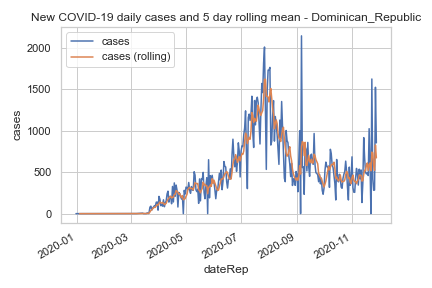 New COVID-19 daily cases and 5 day rolling mean - Dominican_Republic
cases
cases (rolling)
2000
1500
1000
500
0
cases
2020-01
2020-03
2020-05
2020-07
2020-09
2020-11
dateRep